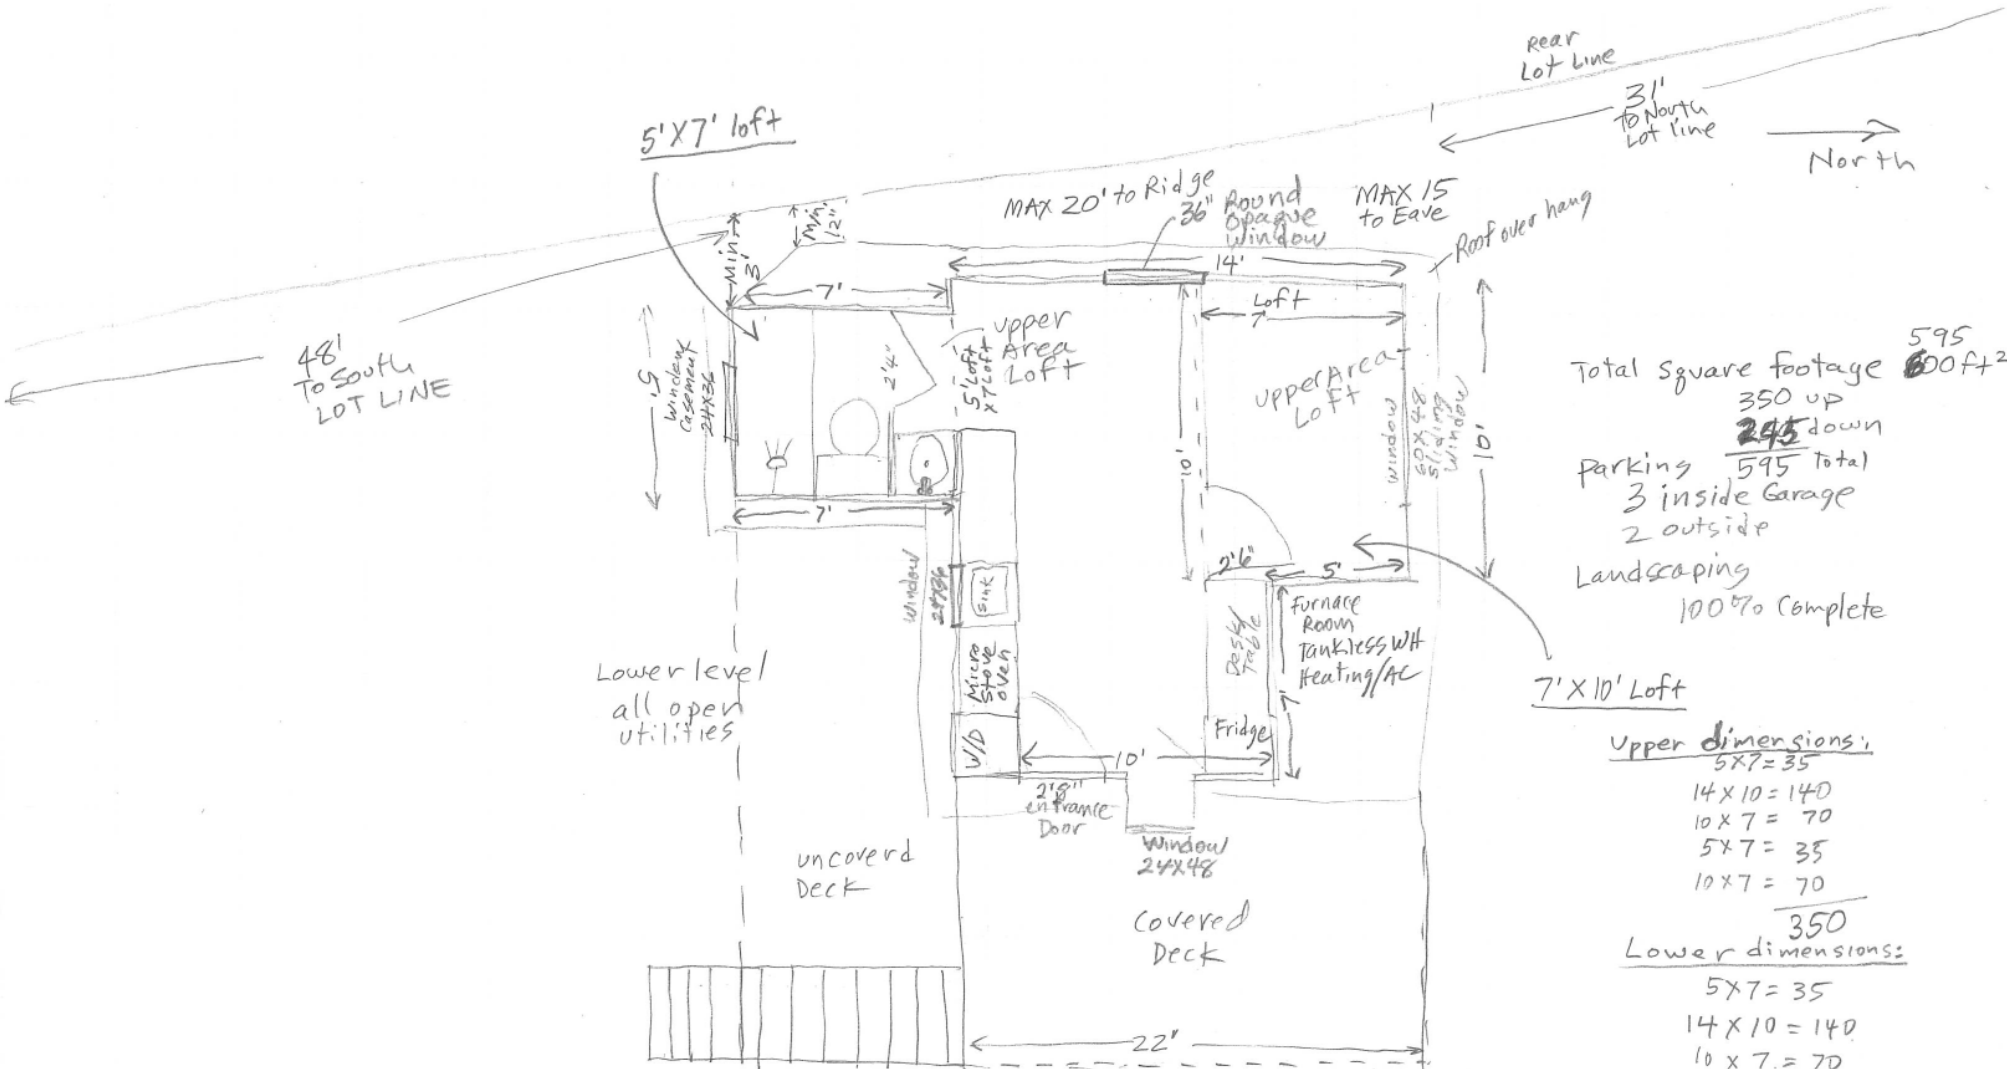 Rear
Lot Line
31'
to North
Lot line
North
5'X7' loft
MAX 20' to Ridge
36" Round
Opaque
Window
MAX 15
to Eave
Roof over hang
Min.
12"
Min
3'
14'
7'
Loft
7'
48'
To South
LOT LINE
5'
Window
Casement
24X36
2'4"
upper
Area
Loft
5' Loft
x 7 Loft
upper Area
Loft
Window
60X48
Sliding
Window
10'
10'
7'
Window
24X36
Sink
Micro
Stove
oven
W/D
2'6"
5'
Desk/
Table
Furnace
Room
Tankless WH
Heating/AC
7'
Fridge
10'
2'8"
entrance
Door
Window
24X48
Lower level
all open
utilities
uncoverd
Deck
Covered
Deck
22'
595
Total square footage 600 ft²
350 up
245 down
595 Total
parking
3 inside Garage
2 outside
Landscaping
100% Complete
7'X10' Loft
Upper dimensions:
5X7=35
14X10=140
10X7= 70
5X7= 35
10X7= 70
350
Lower dimensions:
5X7=35
14X10=140
10X7=70